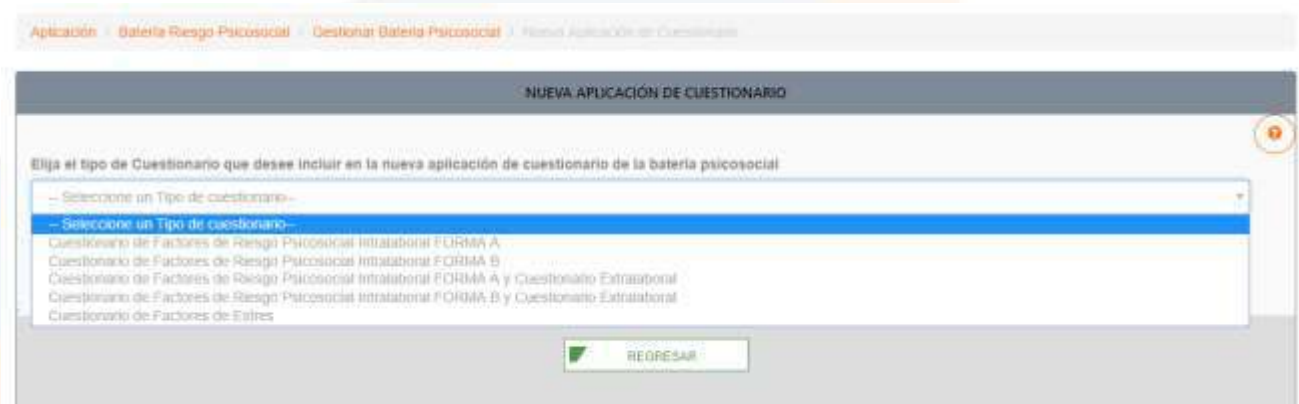 Aplicación / Batería Riesgo Psicosocial / Gestionar Batería Psicosocial / Nueva Aplicación de Cuestionario
NUEVA APLICACIÓN DE CUESTIONARIO
Elija el tipo de Cuestionario que desee incluir en la nueva aplicación de cuestionario de la batería psicosocial
-- Seleccione un Tipo de cuestionario--
-- Seleccione un Tipo de cuestionario--
Cuestionario de Factores de Riesgo Psicosocial Intralaboral FORMA A
Cuestionario de Factores de Riesgo Psicosocial Intralaboral FORMA B
Cuestionario de Factores de Riesgo Psicosocial Intralaboral FORMA A y Cuestionario Extralaboral
Cuestionario de Factores de Riesgo Psicosocial Intralaboral FORMA B y Cuestionario Extralaboral
Cuestionario de Factores de Estres
REGRESAR